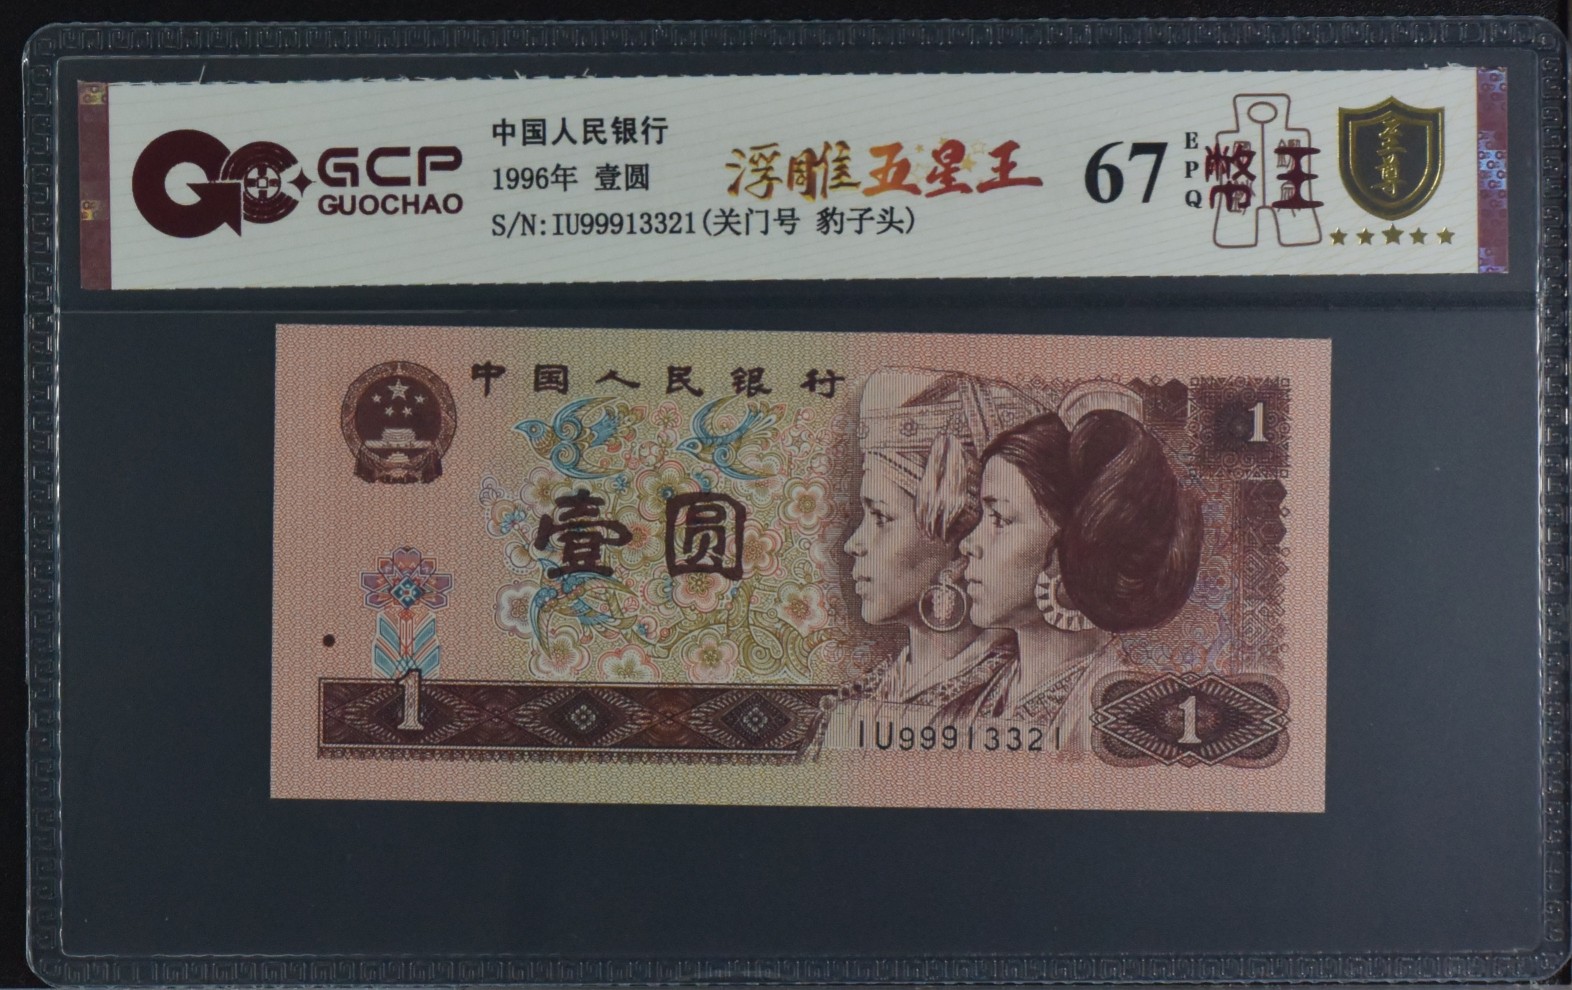 GCP
GUOCHAO
中国人民银行
1996年 壹圆
S/N:IU99913321(关门号 豹子头)
浮雕五星王
67
EPQ
至尊
中国人民银行
壹圆
1
1
1
IU99913321